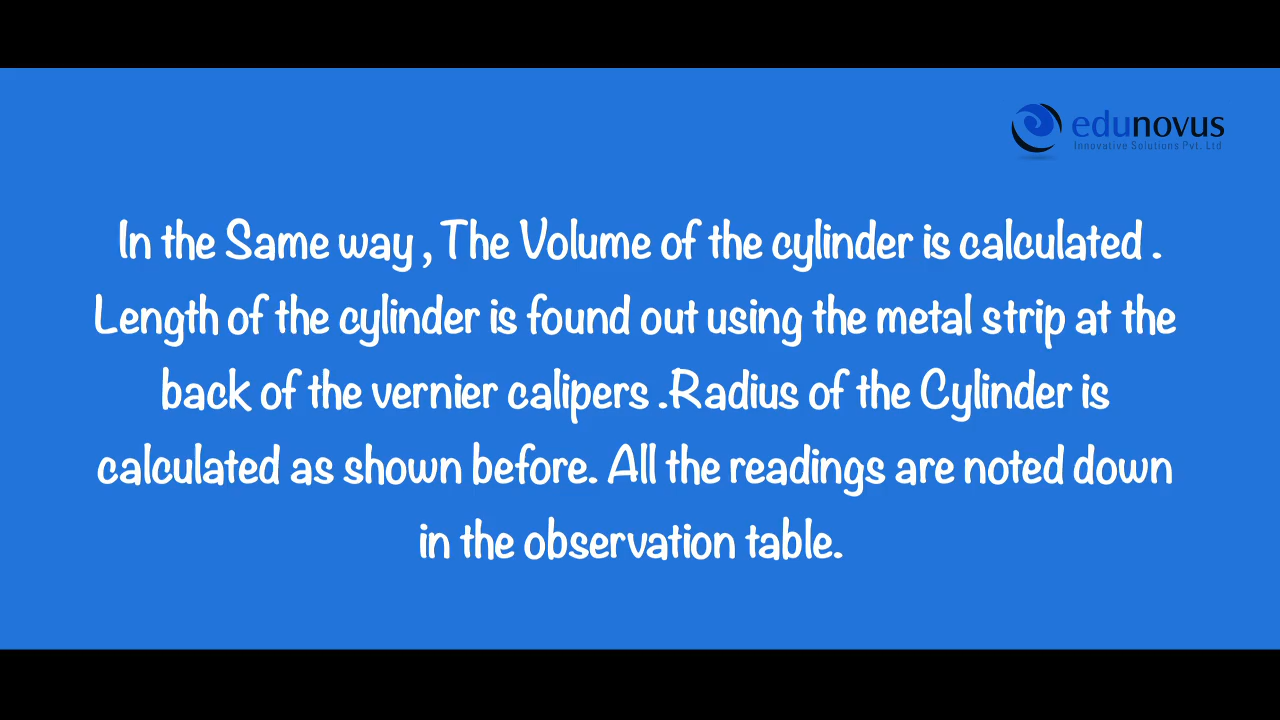 edunovus
Innovative Solutions Pvt. Ltd
In the Same way , The Volume of the cylinder is calculated .
Length of the cylinder is found out using the metal strip at the
back of the vernier calipers .Radius of the Cylinder is
calculated as shown before. All the readings are noted down
in the observation table.